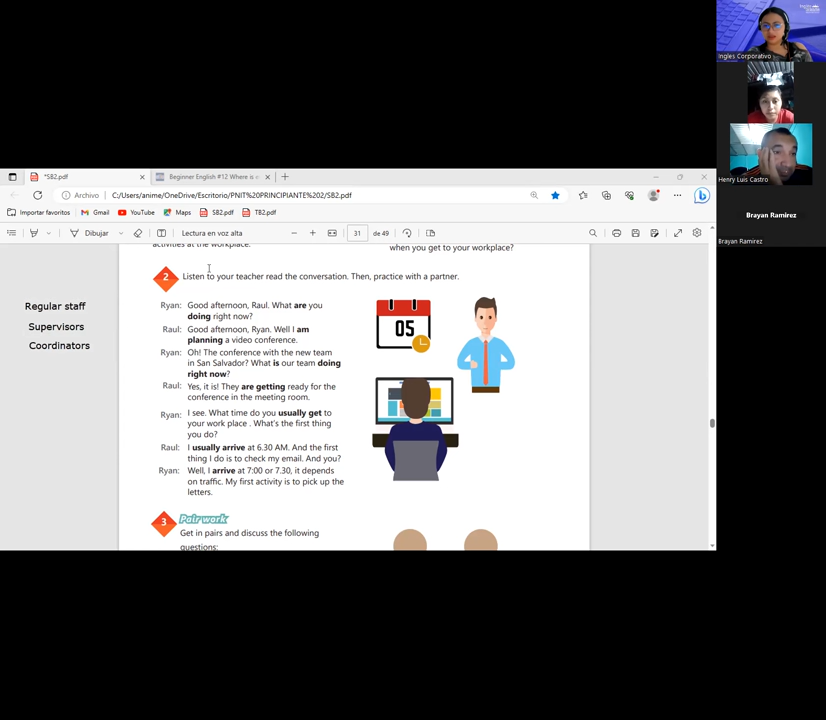 Ingles Corporativo
Henry Luis Castro
Brayan Ramirez
Brayan Ramirez
*SB2.pdf
Beginner English #12 Where is
Archivo
C:/Users/anime/OneDrive/Escritorio/PNIT%20PRINCIPIANTE%202/SB2.pdf
Importar favoritos
Gmail
YouTube
Maps
SB2.pdf
TB2.pdf
Dibujar
Lectura en voz alta
31
de 49
activities at the workplace.
when you get to your workplace?
2
Listen to your teacher read the conversation. Then, practice with a partner.
Regular staff
Supervisors
Coordinators
Ryan: Good afternoon, Raul. What are you
doing right now?
Raul: Good afternoon, Ryan. Well I am
planning a video conference.
Ryan: Oh! The conference with the new team
in San Salvador? What is our team doing
right now?
Raul: Yes, it is! They are getting ready for the
conference in the meeting room.
Ryan: I see. What time do you usually get to
your work place . What's the first thing
you do?
Raul: I usually arrive at 6.30 AM. And the first
thing I do is to check my email. And you?
Ryan: Well, I arrive at 7:00 or 7.30, it depends
on traffic. My first activity is to pick up the
letters.
05
3
Pair work
Get in pairs and discuss the following
questions: